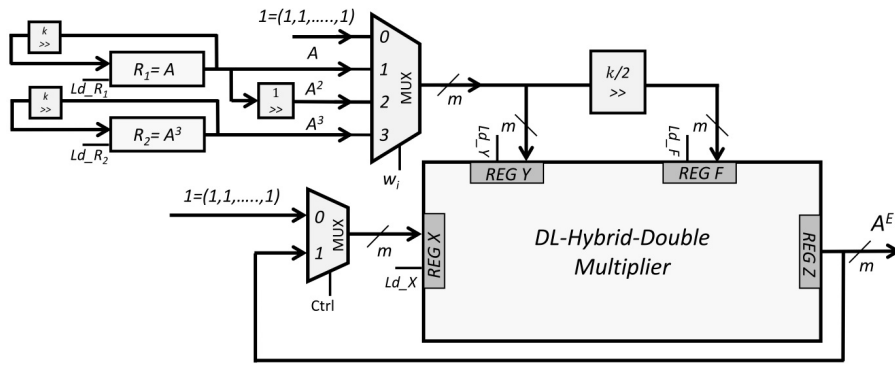 1=(1,1,.....,1)
k
>>
R1= A
Ld_R1
A
0
1
2
3
MUX
1
>>
A²
k
>>
R2= A³
Ld_R2
A³
wi
m
k/2
>>
m
m
Ld_Y
Ld_F
REG Y
REG F
1=(1,1,.....,1)
0
1
MUX
Ctrl
m
REG X
Ld_X
DL-Hybrid-Double
Multiplier
REG Z
A^E
m